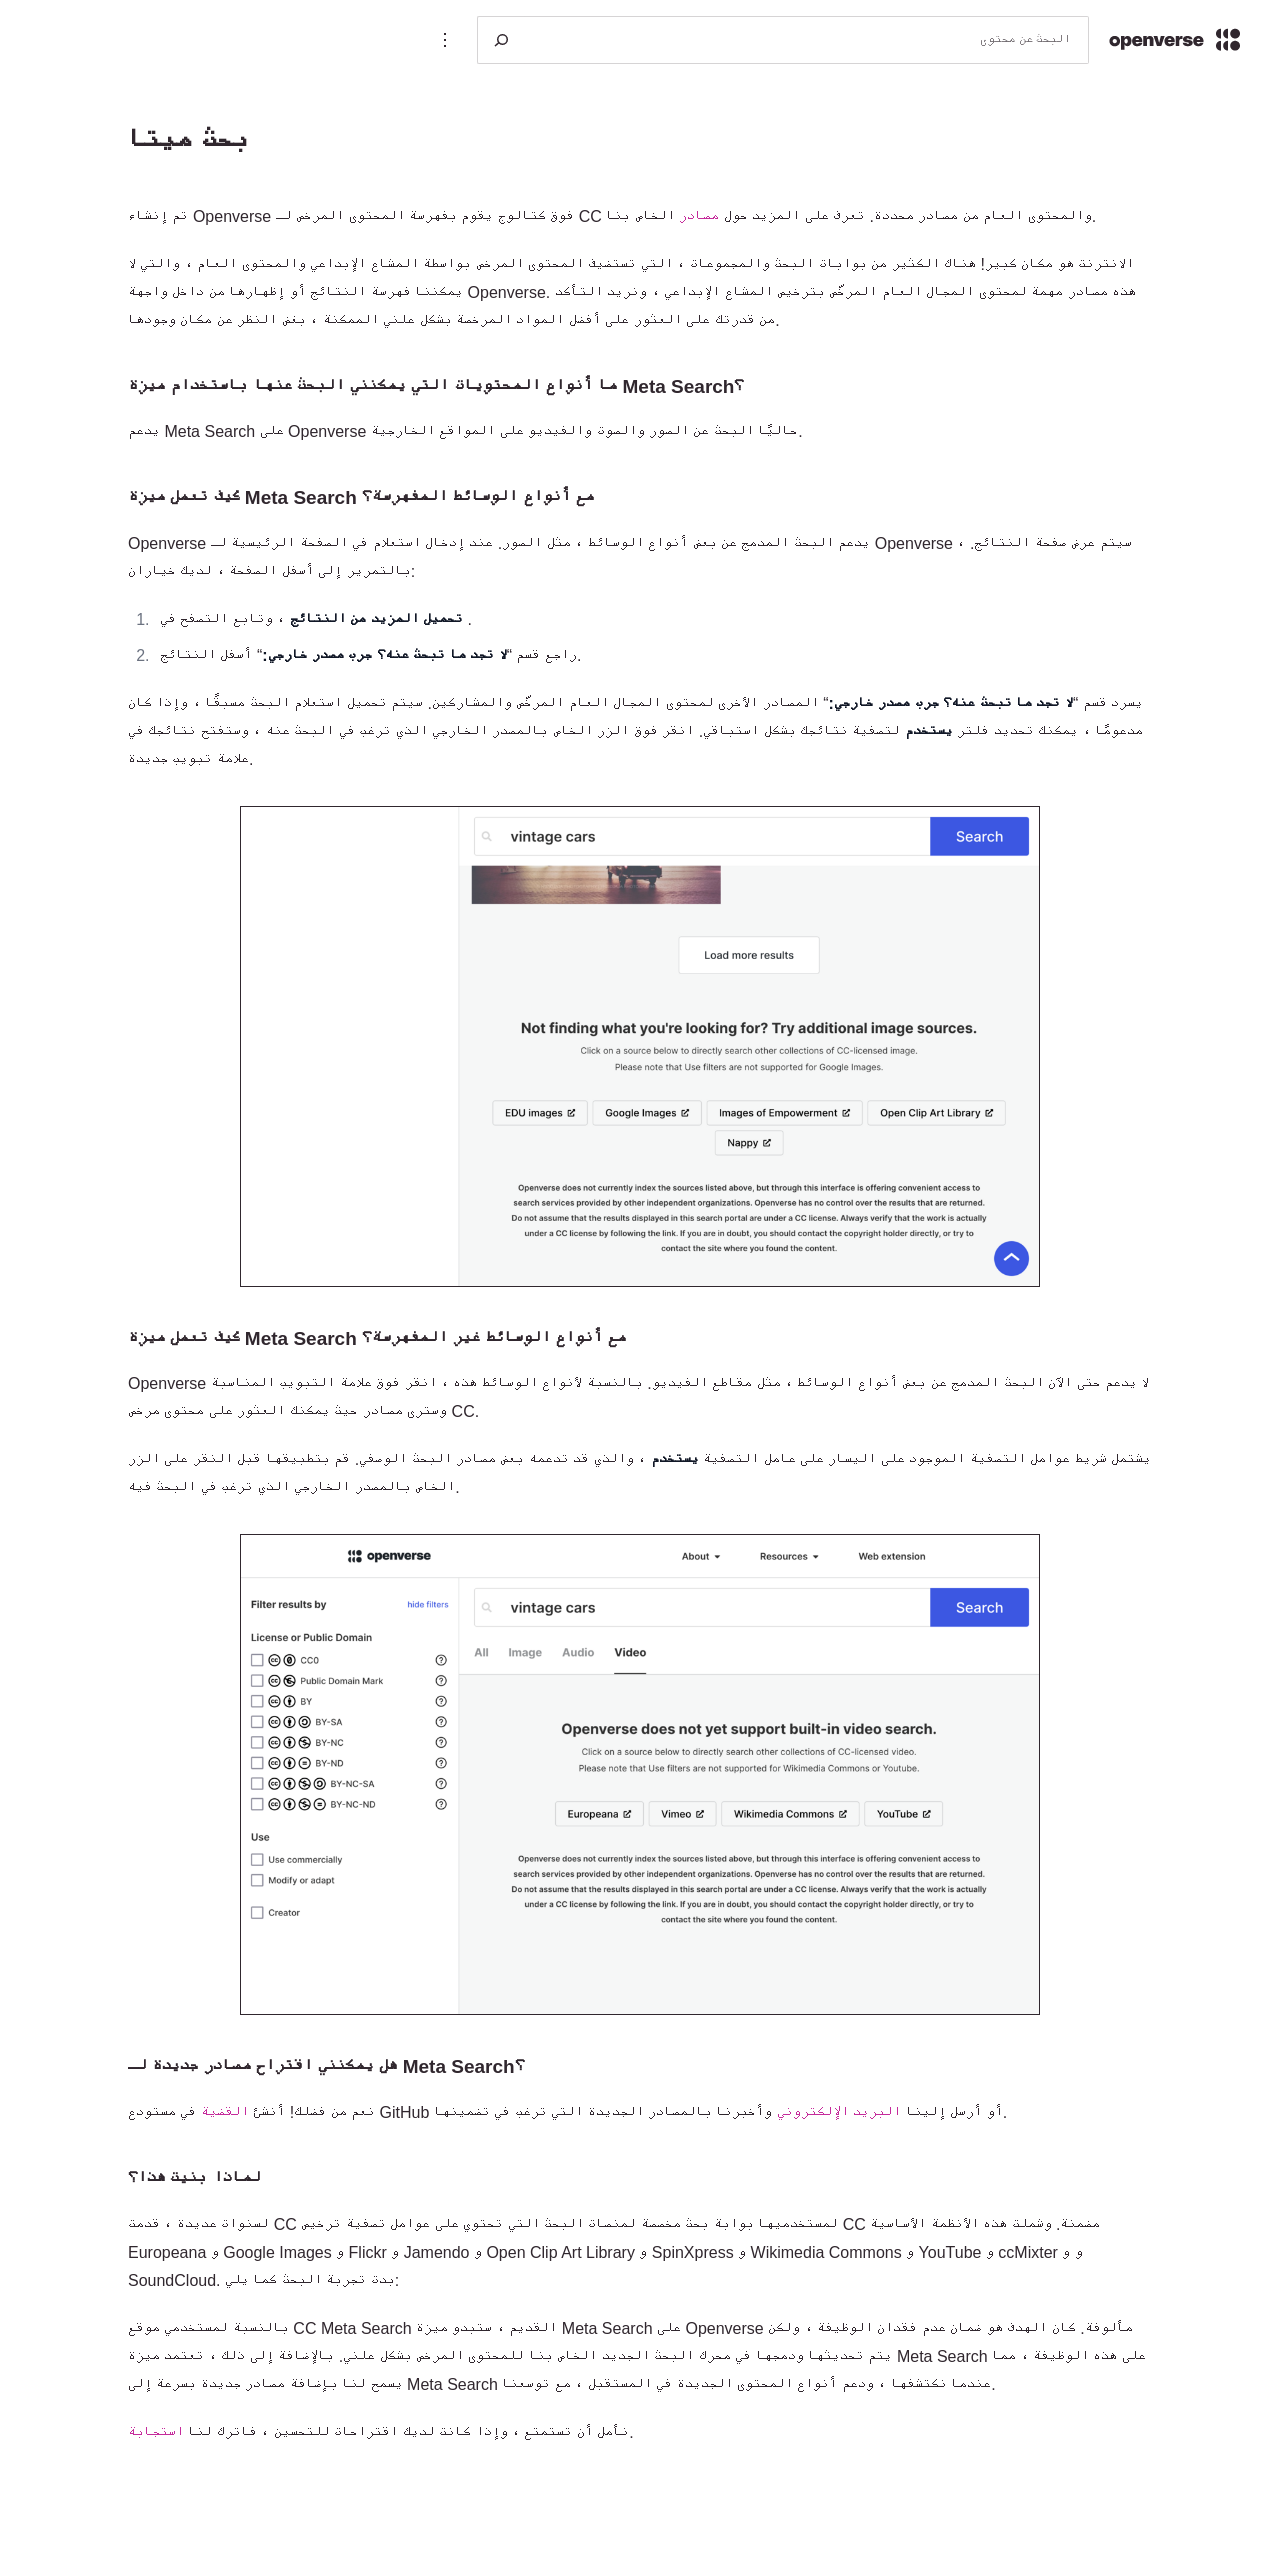 openverse
البحث عن محتوى
بحث ميتا
تم إنشاء Openverse فوق كتالوج يقوم بفهرسة المحتوى المرخص لـ CC والمحتوى العام من مصادر محددة. تعرف على المزيد حول مصادر الخاص بنا.
الانترنت هو مكان كبير! هناك الكثير من بوابات البحث والمجموعات ، التي تستضيف المحتوى المرخص بواسطة المشاع الإبداعي والمحتوى العام ، والتي لا
يمكننا فهرسة النتائج أو إظهارها من داخل واجهة Openverse. هذه مصادر مهمة لمحتوى المجال العام المرخّص بترخيص المشاع الإبداعي ، ونريد التأكد
من قدرتك على العثور على أفضل المواد المرخصة بشكل علني الممكنة ، بغض النظر عن مكان وجودها.
ما أنواع المحتويات التي يمكنني البحث عنها باستخدام ميزة Meta Search؟
يدعم Meta Search على Openverse حاليًا البحث عن الصور والصوت والفيديو على المواقع الخارجية.
كيف تعمل ميزة Meta Search مع أنواع الوسائط المفهرسة؟
يدعم البحث المدمج عن بعض أنواع الوسائط ، مثل الصور. عند إدخال استعلام في الصفحة الرئيسية لـ Openverse ، سيتم عرض صفحة النتائج. Openverse
بالتمرير إلى أسفل الصفحة ، لديك خياران:
1. تحميل المزيد من النتائج ، وتابع التصفح في .
2. راجع قسم “لا تجد ما تبحث عنه؟ جرب مصدر خارجي:“ أسفل النتائج.
يسرد قسم “لا تجد ما تبحث عنه؟ جرب مصدر خارجي:“ المصادر الأخرى لمحتوى المجال العام المرخّص والمشاركين. سيتم تحميل استعلام البحث مسبقًا ، وإذا كان
مدعومًا ، يمكنك تحديد فلتر يستخدم لتصفية نتائجك بشكل استباقي. انقر فوق الزر الخاص بالمصدر الخارجي الذي ترغب في البحث عنه ، وستفتح نتائجك في
علامة تبويب جديدة.
vintage cars
Search
Load more results
Not finding what you're looking for? Try additional image sources.
Click on a source below to directly search other collections of CC-licensed image.
Please note that Use filters are not supported for Google Images.
EDU images
Google Images
Images of Empowerment
Open Clip Art Library
Nappy
Openverse does not currently index the sources listed above, but through this interface is offering convenient access to
search services provided by other independent organizations. Openverse has no control over the results that are returned.
Do not assume that the results displayed in this search portal are under a CC license. Always verify that the work is actually
under a CC license by following the link. If you are in doubt, you should contact the copyright holder directly, or try to
contact the site where you found the content.
كيف تعمل ميزة Meta Search مع أنواع الوسائط غير المفهرسة؟
Openverse لا يدعم حتى الآن البحث المدمج عن بعض أنواع الوسائط ، مثل مقاطع الفيديو. بالنسبة لأنواع الوسائط هذه ، انقر فوق علامة التبويب المناسبة
وسترى مصادر حيث يمكنك العثور على محتوى مرخص CC.
يشتمل شريط عوامل التصفية الموجود على اليسار على عامل التصفية يستخدم ، والذي قد تدعمه بعض مصادر البحث الوصفي. قم بتطبيقها قبل النقر على الزر
الخاص بالمصدر الخارجي الذي ترغب في البحث فيه.
openverse
About
Resources
Web extension
Filter results by
hide filters
License or Public Domain
CC0
Public Domain Mark
BY
BY-SA
BY-NC
BY-ND
BY-NC-SA
BY-NC-ND
Use
Use commercially
Modify or adapt
Creator
vintage cars
Search
All
Image
Audio
Video
Openverse does not yet support built-in video search.
Click on a source below to directly search other collections of CC-licensed video.
Please note that Use filters are not supported for Wikimedia Commons or Youtube.
Europeana
Vimeo
Wikimedia Commons
YouTube
Openverse does not currently index the sources listed above, but through this interface is offering convenient access to
search services provided by other independent organizations. Openverse has no control over the results that are returned.
Do not assume that the results displayed in this search portal are under a CC license. Always verify that the work is actually
under a CC license by following the link. If you are in doubt, you should contact the copyright holder directly, or try to
contact the site where you found the content.
هل يمكنني اقتراح مصادر جديدة لـ Meta Search؟
نعم من فضلك! أنشئ القضية في مستودع GitHub أو أرسل إلينا البريد الإلكتروني وأخبرنا بالمصادر الجديدة التي ترغب في تضمينها.
لماذا بنيت هذا؟
لسنوات عديدة ، قدمت CC لمستخدميها بوابة بحث مخصصة لمنصات البحث التي تحتوي على عوامل تصفية ترخيص CC مضمنة. وشملت هذه الأنظمة الأساسية
Europeana و Google Images و Flickr و Jamendo و Open Clip Art Library و SpinXpress و Wikimedia Commons و YouTube و ccMixter و و
SoundCloud. بدت تجربة البحث كما يلي:
بالنسبة لمستخدمي موقع CC Meta Search القديم ، ستبدو ميزة Meta Search على Openverse مألوفة. كان الهدف هو ضمان عدم فقدان الوظيفة ، ولكن
يتم تحديثها ودمجها في محرك البحث الجديد الخاص بنا للمحتوى المرخص بشكل علني. بالإضافة إلى ذلك ، تعتمد ميزة Meta Search على هذه الوظيفة ، مما
يسمح لنا بإضافة مصادر جديدة بسرعة إلى Meta Search عندما نكتشفها ، ودعم أنواع المحتوى الجديدة في المستقبل ، مع توسعنا.
نأمل أن تستمتع ، وإذا كانت لديك اقتراحات للتحسين ، فاترك لنا استجابة.